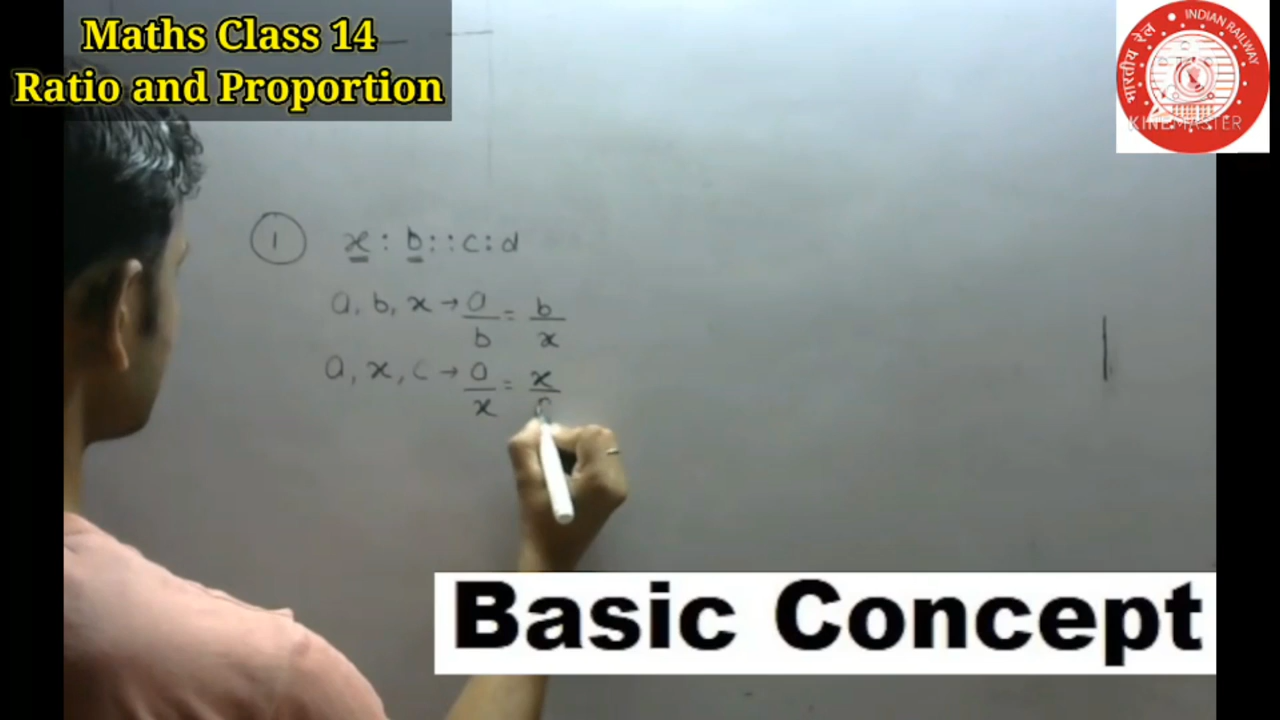 Maths Class 14
Ratio and Proportion
भारतीय रेल INDIAN RAILWAY
KINEMASTER
1 x : b : : c : d
a, b, x → a/b = b/x
a, x, c → a/x = x/
Basic Concept